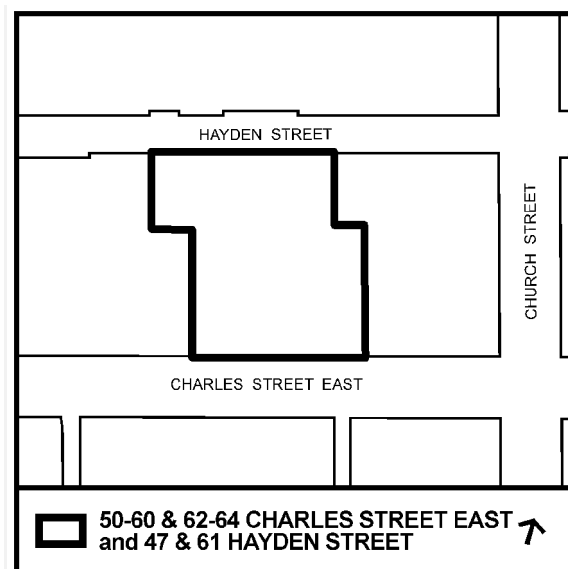 HAYDEN STREET
CHURCH STREET
CHARLES STREET EAST
50-60 & 62-64 CHARLES STREET EAST
and 47 & 61 HAYDEN STREET